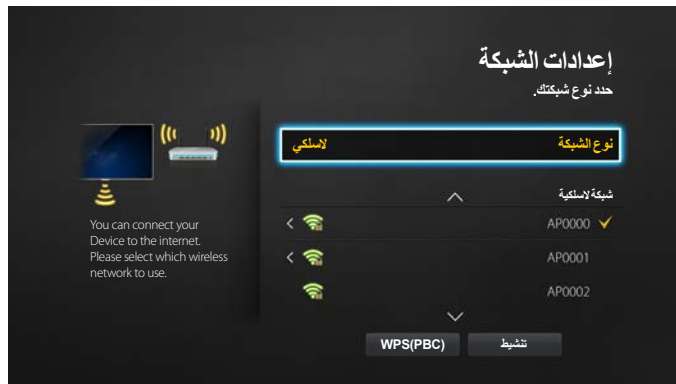 إعدادات الشبكة
حدد نوع شبكتك.
نوع الشبكة لاسلكي
شبكة لاسلكية
AP0000
AP0001
AP0002
You can connect your
Device to the internet.
Please select which wireless
network to use.
WPS(PBC) تنشيط